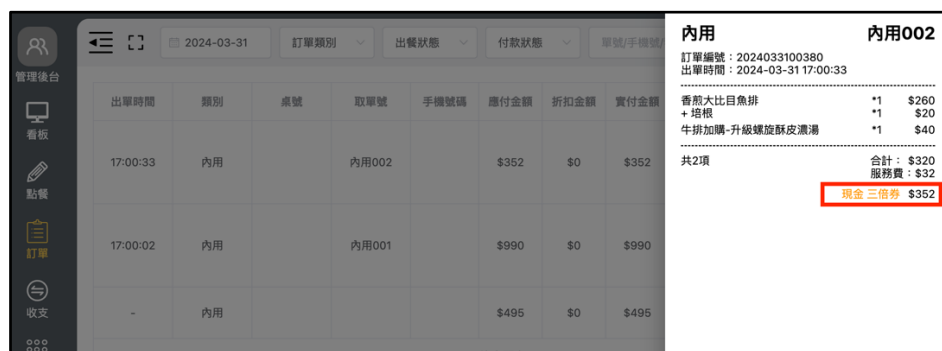 管理後台
看板
點餐
訂單
收支
2024-03-31 訂單類別 出餐狀態 付款狀態 單號/手機號/
出單時間 類別 桌號 取單號 手機號碼 應付金額 折扣金額 實付金額
17:00:33 內用 內用002 $352 $0 $352
17:00:02 內用 內用001 $990 $0 $990
- 內用 $495 $0 $495
內用 內用002
訂單編號:2024033100380
出單時間:2024-03-31 17:00:33
香煎大比目魚排 *1 $260
+ 培根 *1 $20
牛排加購-升級螺旋酥皮濃湯 *1 $40
共2項 合計: $320
服務費:$32
現金 三倍券 $352